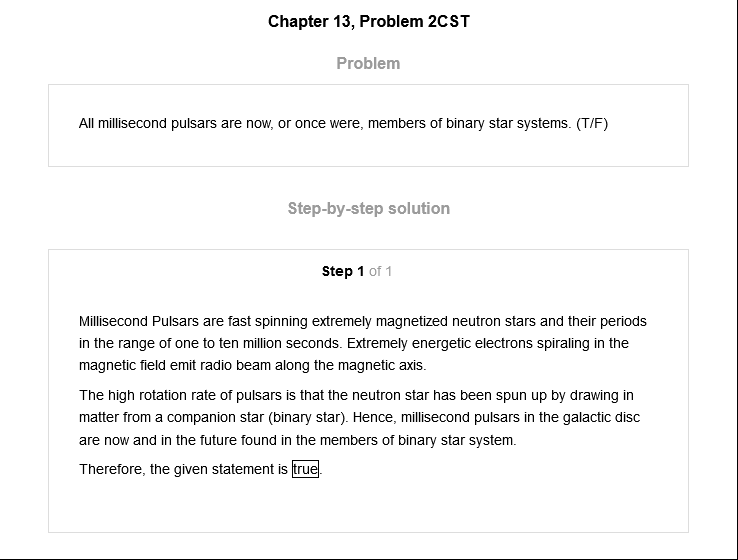 Chapter 13, Problem 2CST
Problem
All millisecond pulsars are now, or once were, members of binary star systems. (T/F)
Step-by-step solution
Step 1 of 1
Millisecond Pulsars are fast spinning extremely magnetized neutron stars and their periods
in the range of one to ten million seconds. Extremely energetic electrons spiraling in the
magnetic field emit radio beam along the magnetic axis.
The high rotation rate of pulsars is that the neutron star has been spun up by drawing in
matter from a companion star (binary star). Hence, millisecond pulsars in the galactic disc
are now and in the future found in the members of binary star system.
Therefore, the given statement is true.